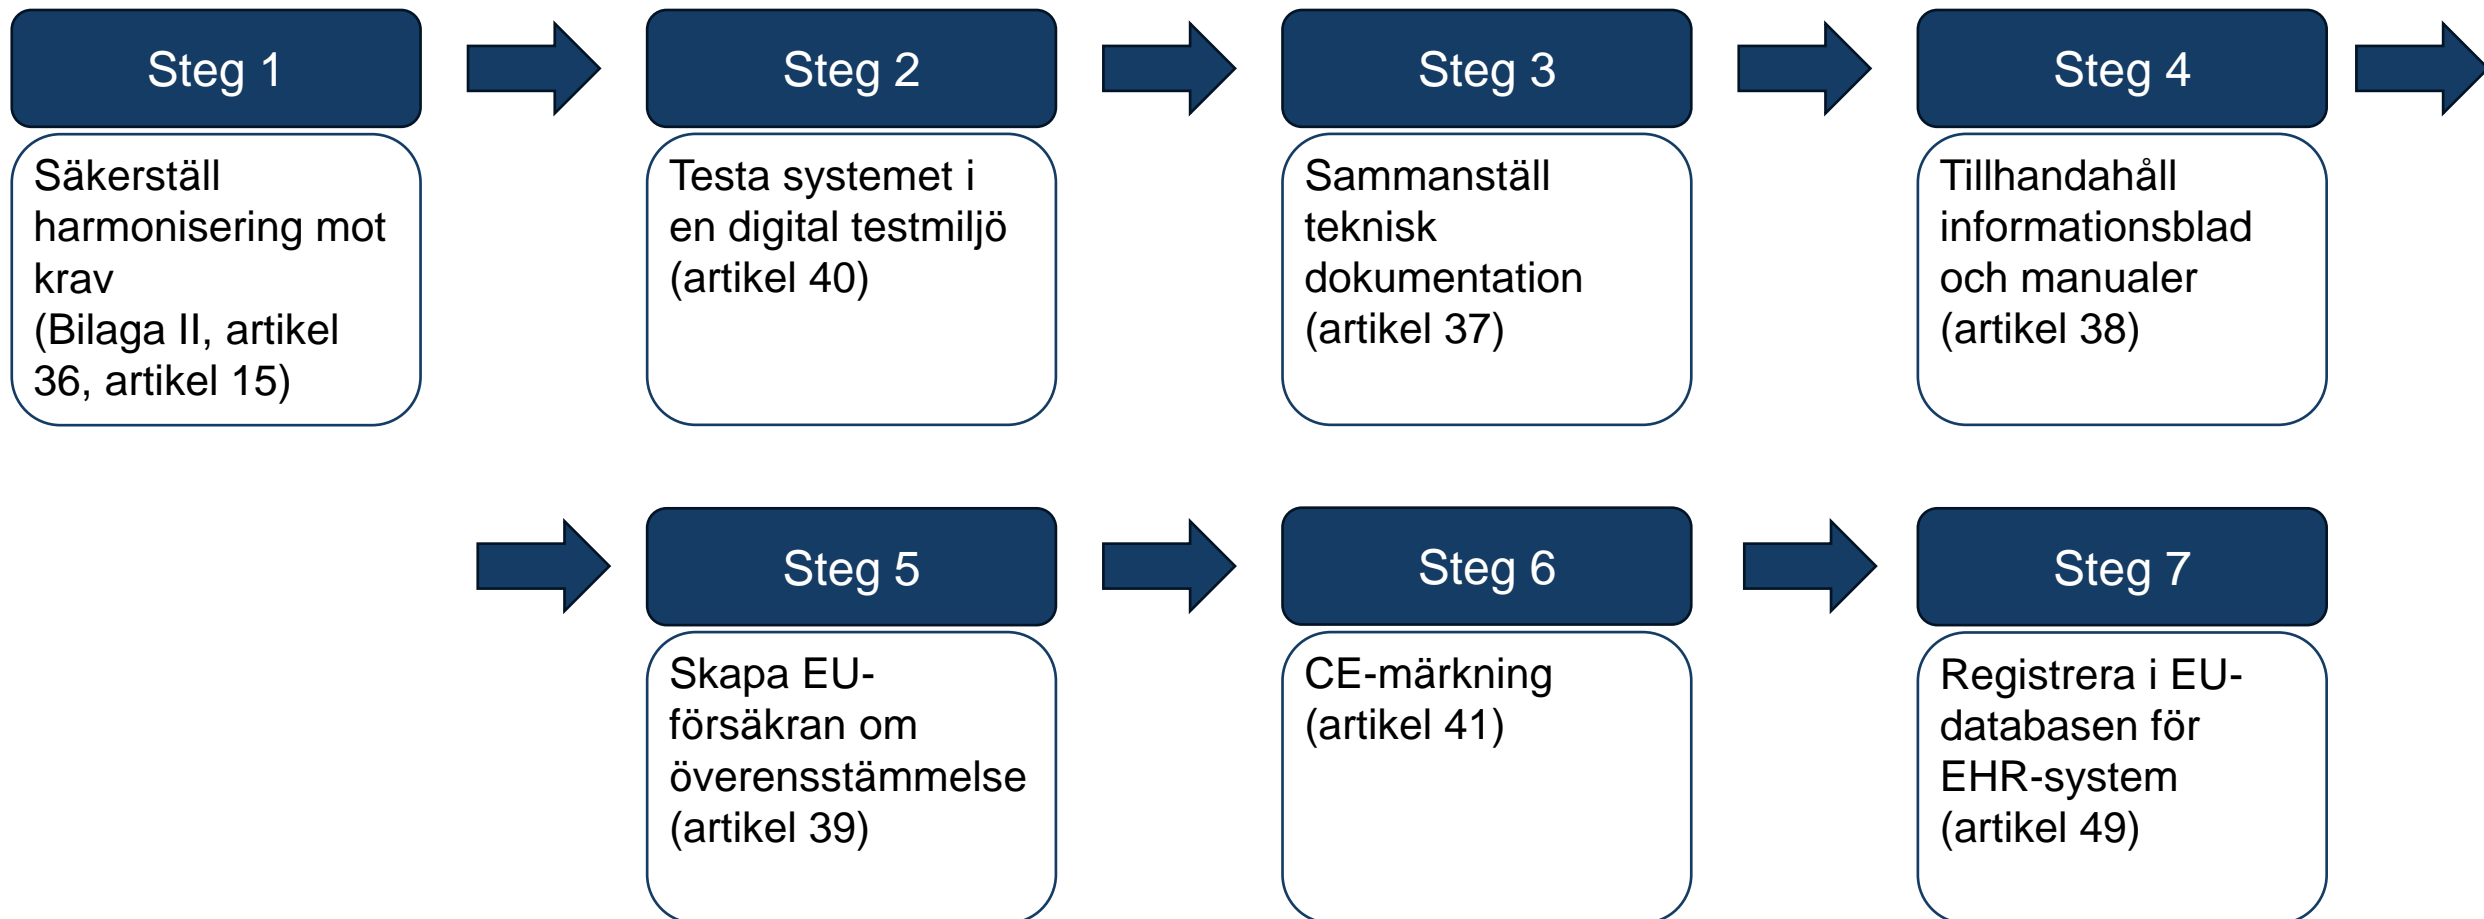 Steg 1
Säkerställ
harmonisering mot
krav
(Bilaga II, artikel
36, artikel 15)
Steg 2
Testa systemet i
en digital testmiljö
(artikel 40)
Steg 3
Sammanställ
teknisk
dokumentation
(artikel 37)
Steg 4
Tillhandahåll
informationsblad
och manualer
(artikel 38)
Steg 5
Skapa EU-
försäkran om
överensstämmelse
(artikel 39)
Steg 6
CE-märkning
(artikel 41)
Steg 7
Registrera i EU-
databasen för
EHR-system
(artikel 49)